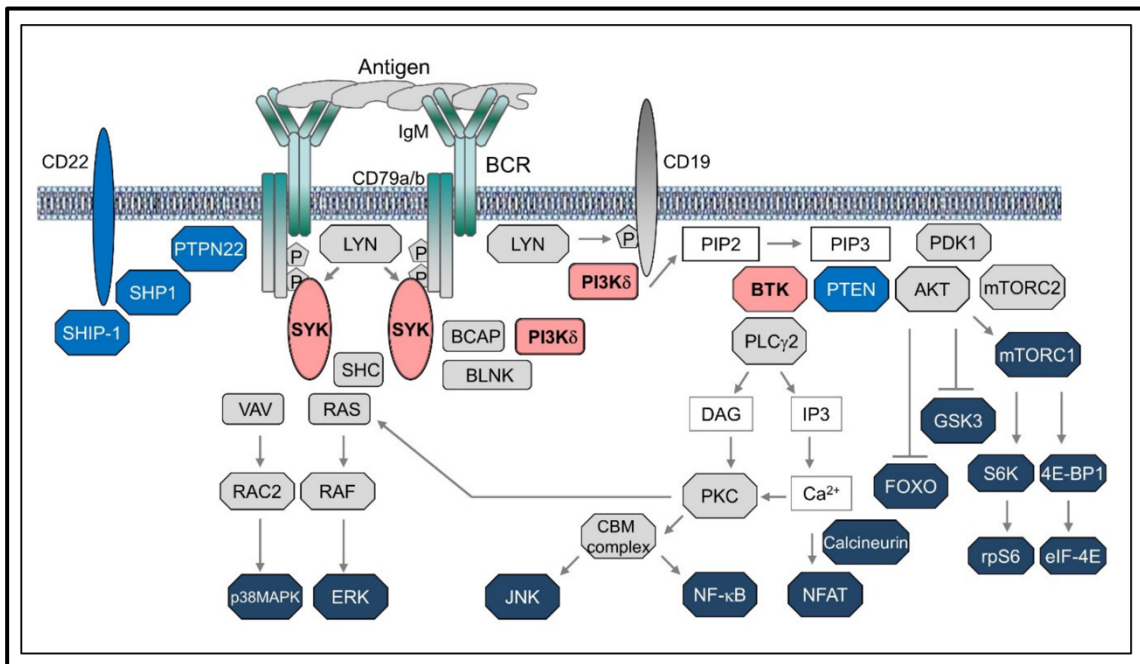 Antigen
IgM
CD22
CD79a/b
BCR
CD19
PTPN22
P
LYN
P
LYN
P
PIP2
PIP3
PDK1
P
P
SHP1
PI3Kδ
BTK
PTEN
AKT
mTORC2
SHIP-1
SYK
SYK
BCAP
PI3Kδ
PLCγ2
mTORC1
SHC
BLNK
VAV
RAS
DAG
IP3
GSK3
RAC2
RAF
PKC
Ca²⁺
FOXO
S6K
4E-BP1
CBM
complex
Calcineurin
rpS6
eIF-4E
p38MAPK
ERK
JNK
NF-κB
NFAT